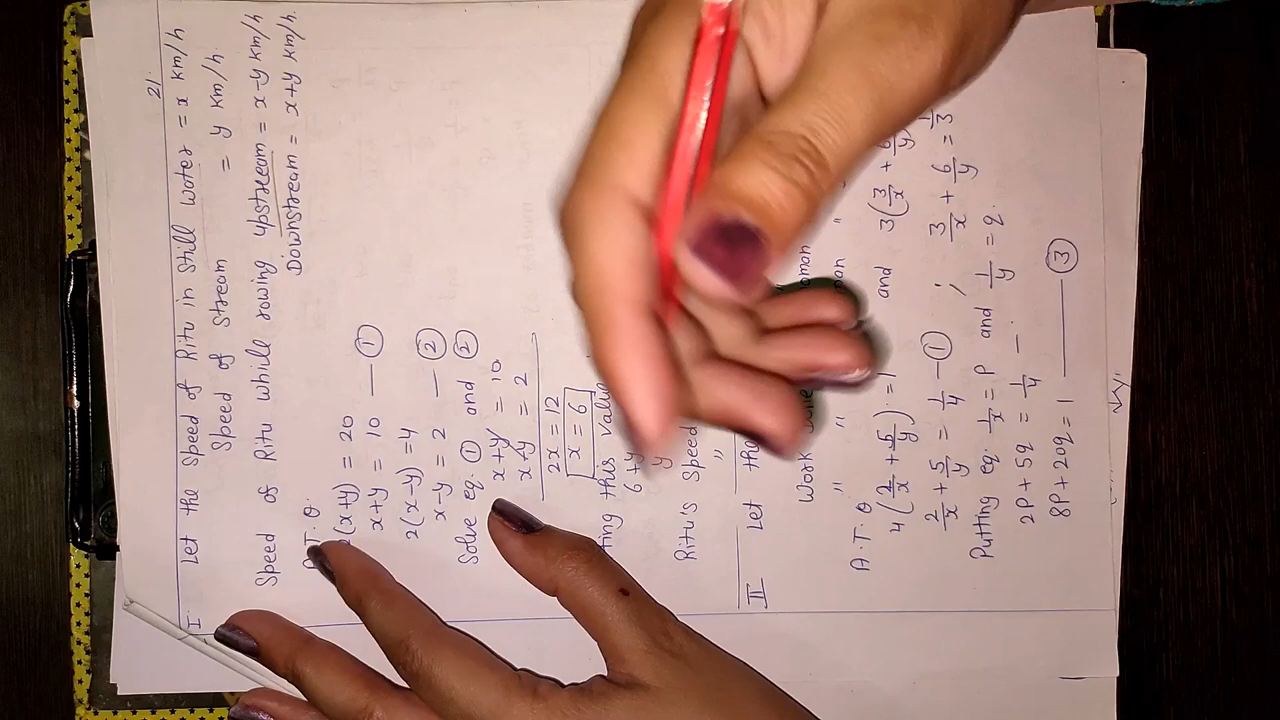 21.
I Let the speed of Ritu in still water = x km/h
Speed of stream = y km/h.
Speed of Ritu while rowing upstream = x-y km/h
Downstream = x+y km/h.
A.T.Q.
2(x+y) = 20
x+y = 10 — ①
2(x-y) = 4
x-y = 2 — ②
Solve eq. ① and ②
x+y = 10
x-y = 2
2x = 12
x = 6
ting this value
6+y
y
Ritu's speed
"
II Let the
Work
" " "
A.T.Q
4(2/x + 5/y) = 1 and 3(3/x + 6/y)
2/x + 5/y = 1/4 — ① ; 3/x + 6/y = 1/3
Putting eq. 1/x = P and 1/y = q.
2P + 5q = 1/4 —
8P + 20q = 1 — ③